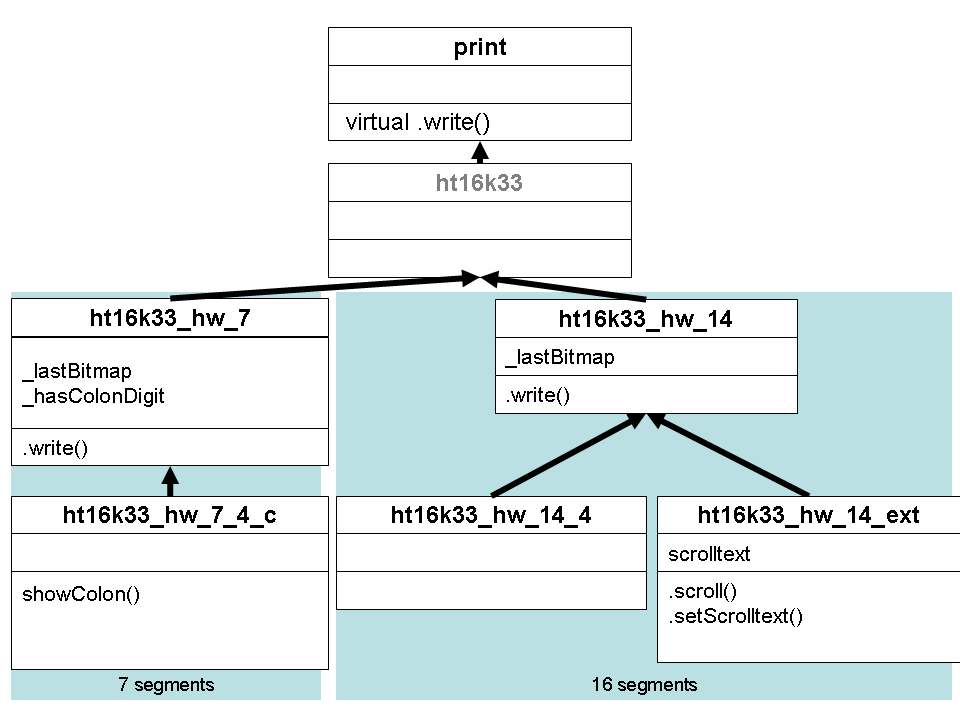 print
virtual .write()
ht16k33
ht16k33_hw_7
_lastBitmap
_hasColonDigit
.write()
ht16k33_hw_14
_lastBitmap
.write()
ht16k33_hw_7_4_c
showColon()
ht16k33_hw_14_4
ht16k33_hw_14_ext
scrolltext
.scroll()
.setScrolltext()
7 segments
16 segments